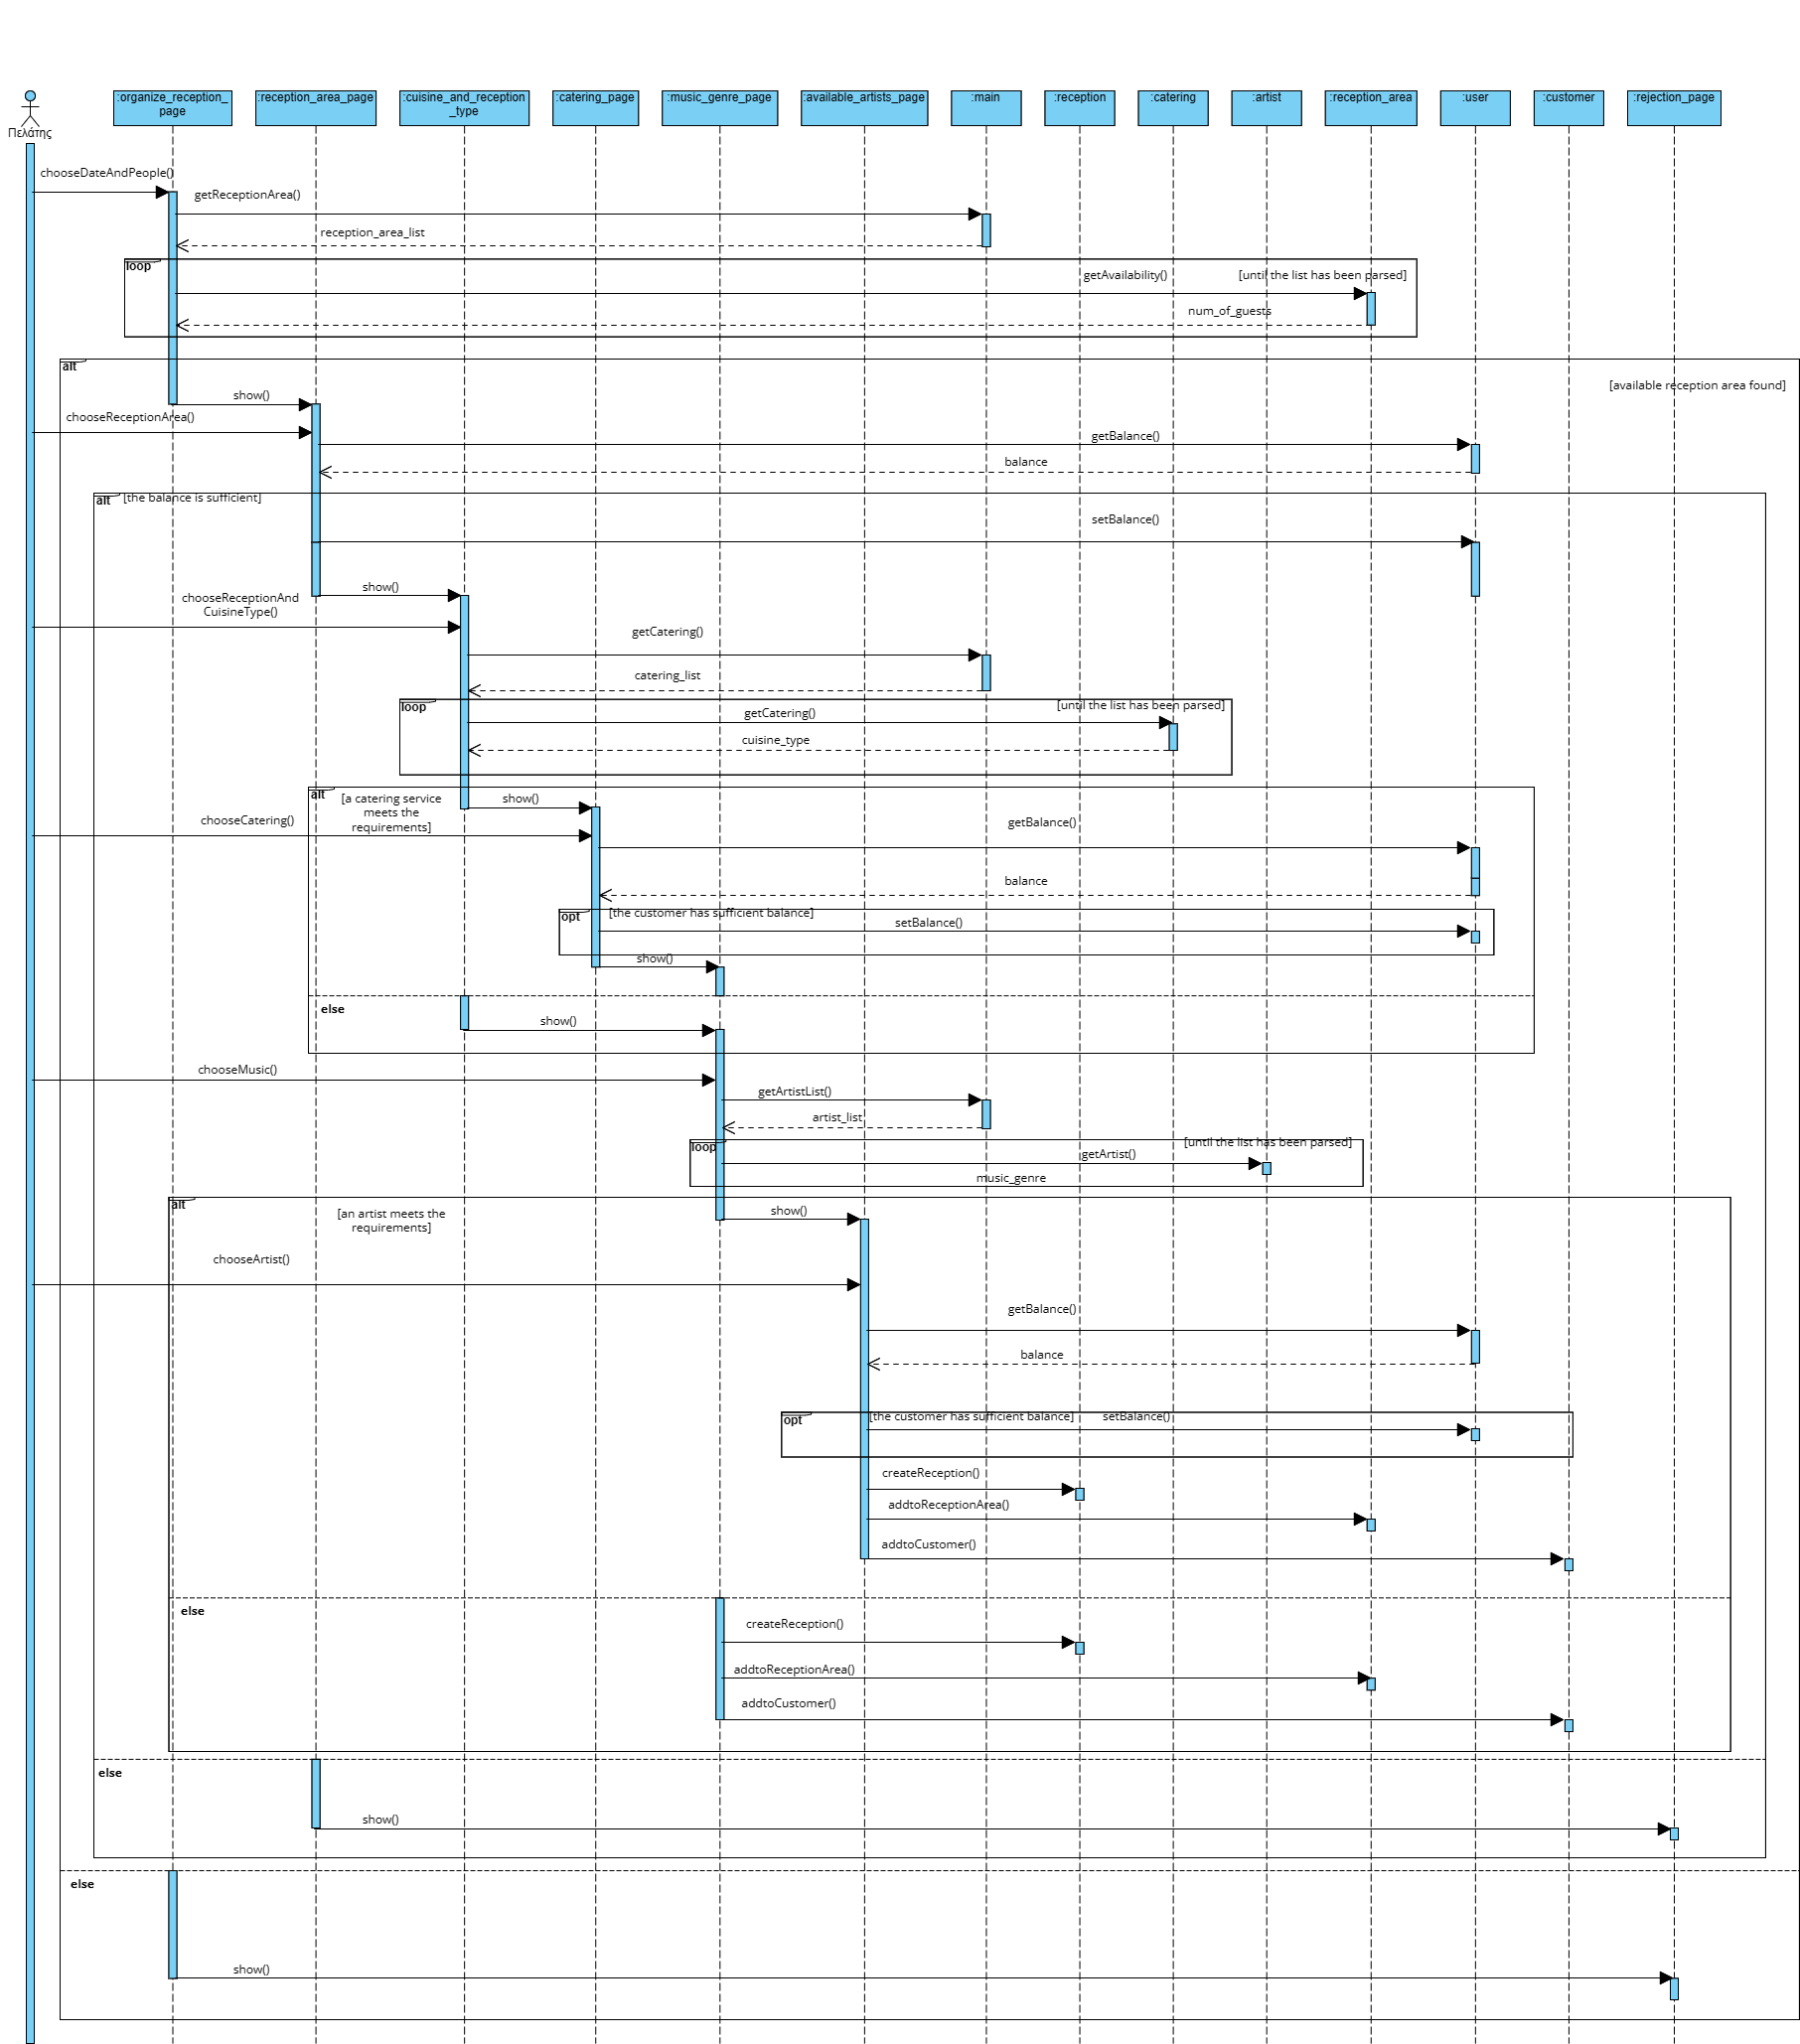 :organize_reception_
page
:reception_area_page
:cuisine_and_reception
_type
:catering_page
:music_genre_page
:available_artists_page
:main
:reception
:catering
:artist
:reception_area
:user
:customer
:rejection_page
Πελάτης
chooseDateAndPeople()
getReceptionArea()
reception_area_list
loop
getAvailability()
[until the list has been parsed]
num_of_guests
alt
[available reception area found]
show()
chooseReceptionArea()
getBalance()
balance
alt
[the balance is sufficient]
setBalance()
show()
chooseReceptionAnd
CuisineType()
getCatering()
catering_list
loop
[until the list has been parsed]
getCatering()
cuisine_type
alt
[a catering service
meets the
requirements]
show()
chooseCatering()
getBalance()
balance
opt
[the customer has sufficient balance]
setBalance()
show()
else
show()
chooseMusic()
getArtistList()
artist_list
loop
[until the list has been parsed]
getArtist()
music_genre
alt
[an artist meets the
requirements]
show()
chooseArtist()
getBalance()
balance
opt
[the customer has sufficient balance]
setBalance()
createReception()
addtoReceptionArea()
addtoCustomer()
else
createReception()
addtoReceptionArea()
addtoCustomer()
else
show()
else
show()